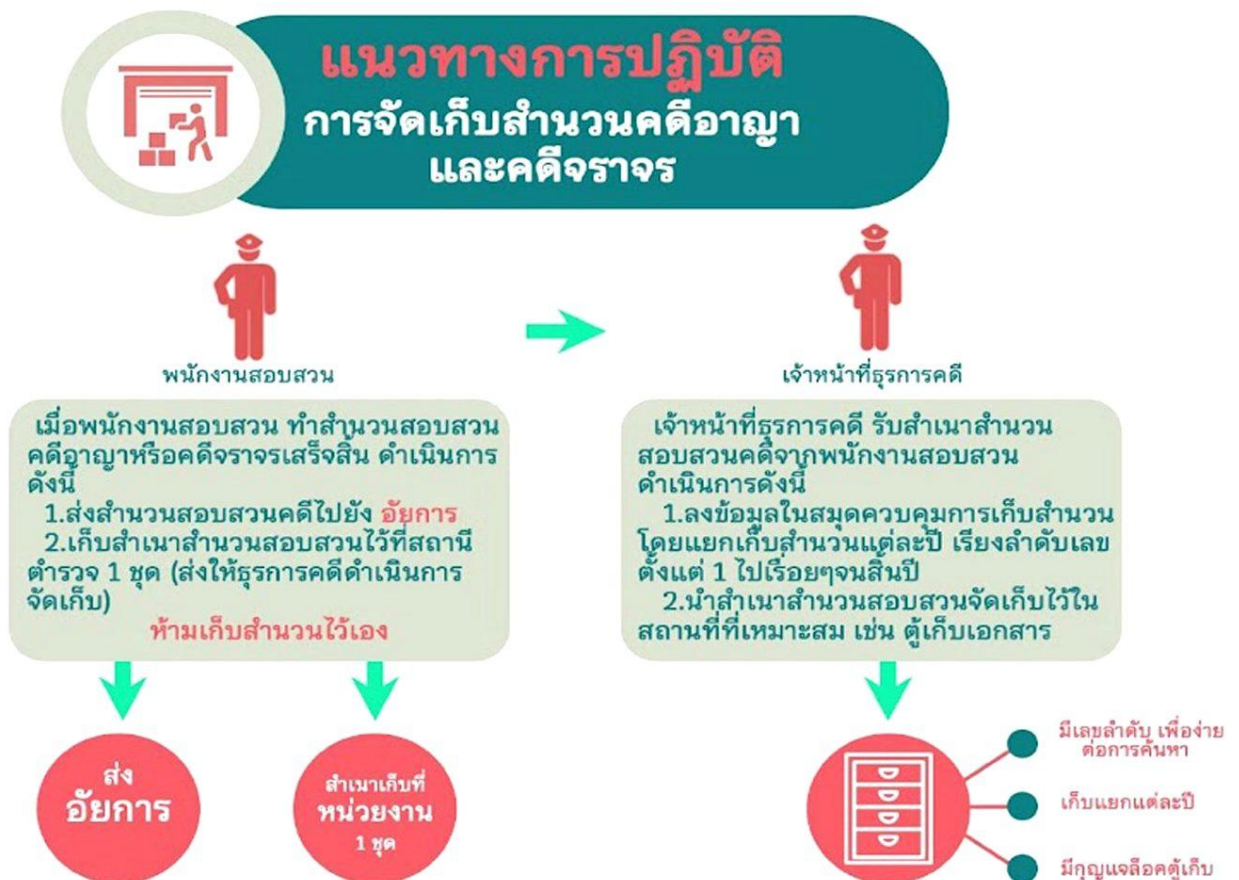 แนวทางการปฏิบัติ
การจัดเก็บสำนวนคดีอาญา
และคดีจราจร
พนักงานสอบสวน
เมื่อพนักงานสอบสวน ทำสำนวนสอบสวน
คดีอาญาหรือคดีจราจรเสร็จสิ้น ดำเนินการ
ดังนี้
1.ส่งสำนวนสอบสวนคดีไปยัง อัยการ
2.เก็บสำเนาสำนวนสอบสวนไว้ที่สถานี
ตำรวจ 1 ชุด (ส่งให้ธุรการคดีดำเนินการ
จัดเก็บ)
ห้ามเก็บสำนวนไว้เอง
ส่ง
อัยการ
สำเนาเก็บที่
หน่วยงาน
1 ชุด
เจ้าหน้าที่ธุรการคดี
เจ้าหน้าที่ธุรการคดี รับสำเนาสำนวน
สอบสวนคดีจากพนักงานสอบสวน
ดำเนินการดังนี้
1.ลงข้อมูลในสมุดควบคุมการเก็บสำนวน
โดยแยกเก็บสำนวนแต่ละปี เรียงลำดับเลข
ตั้งแต่ 1 ไปเรื่อยๆจนสิ้นปี
2.นำสำเนาสำนวนสอบสวนจัดเก็บไว้ใน
สถานที่ที่เหมาะสม เช่น ตู้เก็บเอกสาร
มีเลขลำดับ เพื่อง่าย
ต่อการค้นหา
เก็บแยกแต่ละปี
มีกุญแจล็อคตู้เก็บ